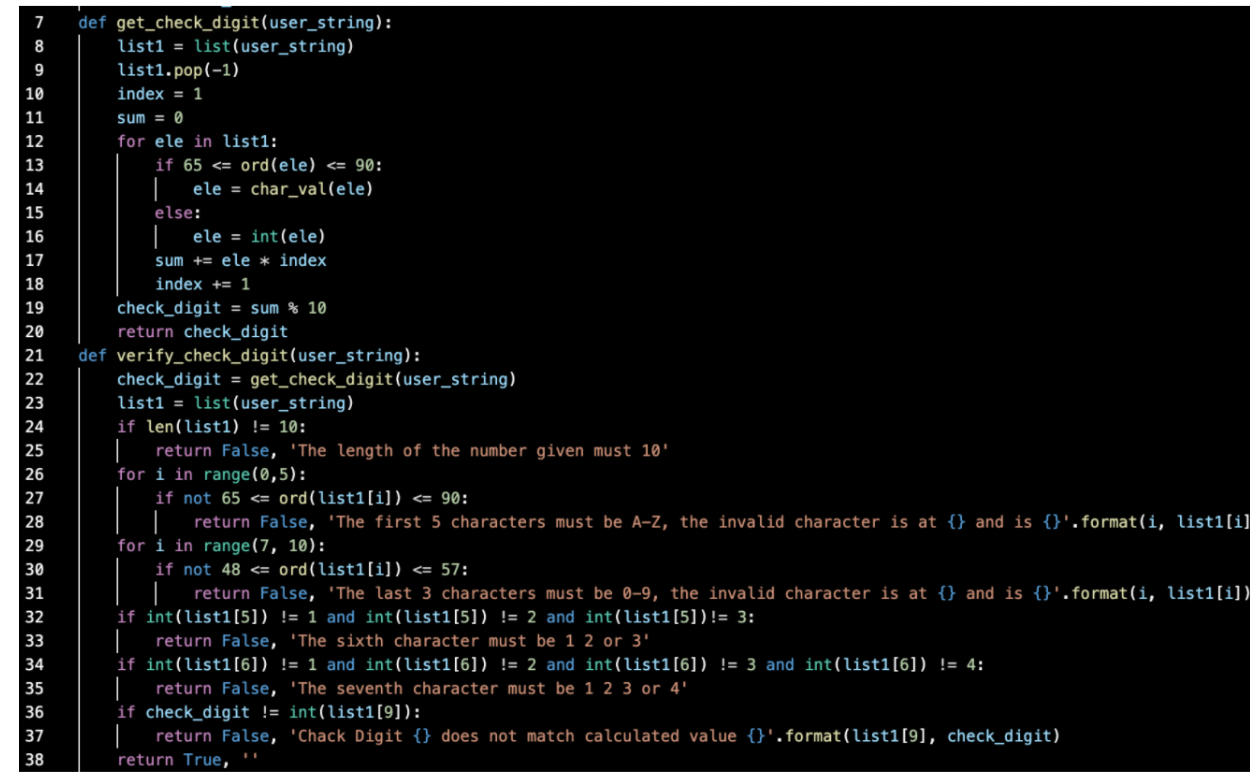 7 def get_check_digit(user_string):
8 list1 = list(user_string)
9 list1.pop(-1)
10 index = 1
11 sum = 0
12 for ele in list1:
13 if 65 <= ord(ele) <= 90:
14 ele = char_val(ele)
15 else:
16 ele = int(ele)
17 sum += ele * index
18 index += 1
19 check_digit = sum % 10
20 return check_digit
21 def verify_check_digit(user_string):
22 check_digit = get_check_digit(user_string)
23 list1 = list(user_string)
24 if len(list1) != 10:
25 return False, 'The length of the number given must 10'
26 for i in range(0,5):
27 if not 65 <= ord(list1[i]) <= 90:
28 return False, 'The first 5 characters must be A-Z, the invalid character is at {} and is {}'.format(i, list1[i]
29 for i in range(7, 10):
30 if not 48 <= ord(list1[i]) <= 57:
31 return False, 'The last 3 characters must be 0-9, the invalid character is at {} and is {}'.format(i, list1[i])
32 if int(list1[5]) != 1 and int(list1[5]) != 2 and int(list1[5])!= 3:
33 return False, 'The sixth character must be 1 2 or 3'
34 if int(list1[6]) != 1 and int(list1[6]) != 2 and int(list1[6]) != 3 and int(list1[6]) != 4:
35 return False, 'The seventh character must be 1 2 3 or 4'
36 if check_digit != int(list1[9]):
37 return False, 'Chack Digit {} does not match calculated value {}'.format(list1[9], check_digit)
38 return True, ''